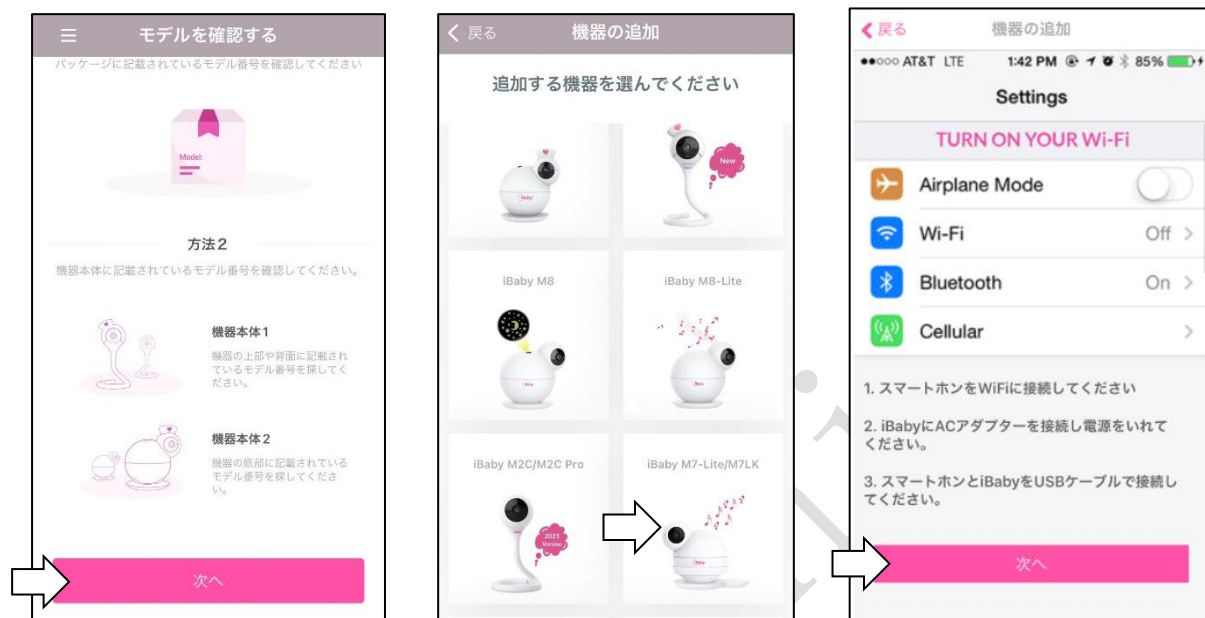 モデルを確認する
パッケージに記載されているモデル番号を確認してください
Model:
方法2
機器本体に記載されているモデル番号を確認してください。
機器本体1
機器の上部や背面に記載され
ているモデル番号を探してく
ださい。
機器本体2
機器の底部に記載されている
モデル番号を探してくださ
い。
次へ
戻る
機器の追加
追加する機器を選んでください
iBaby
New
iBaby M8
iBaby M8-Lite
iBaby M2C/M2C Pro
iBaby M7-Lite/M7LK
2021
Version
戻る
機器の追加
AT&T LTE 1:42 PM 85%
Settings
TURN ON YOUR Wi-Fi
Airplane Mode
Wi-Fi Off
Bluetooth On
Cellular
1. スマートホンをWiFiに接続してください
2. iBabyにACアダプターを接続し電源をいれて
ください。
3. スマートホンとiBabyをUSBケーブルで接続し
てください。
次へ